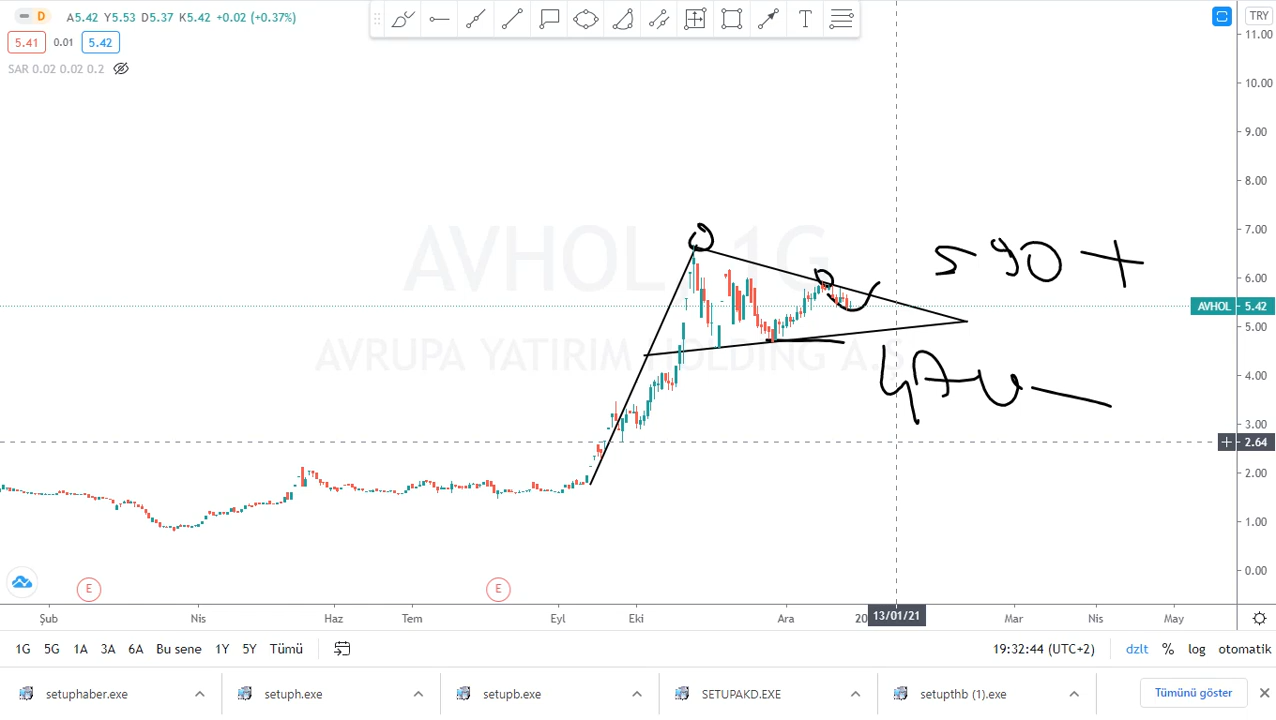 D A5.42 Y5.53 D5.37 K5.42 +0.02 (+0.37%)
5.41 0.01 5.42
SAR 0.02 0.02 0.2
T
TRY
11.00
10.00
9.00
8.00
7.00
6.00
AVHOL 5.42
5.00
4.00
3.00
2.64
2.00
1.00
0.00
AVHOL, 1G
AVRUPA YATIRIM HOLDING A.Ş
590 +
E E
Şub Nis Haz Tem Eyl Eki Ara 20 13/01/21 Mar Nis May
1G 5G 1A 3A 6A Bu sene 1Y 5Y Tümü 19:32:44 (UTC+2) dzlt % log otomatik
setuphaber.exe setuph.exe setupb.exe SETUPAKD.EXE setupthb (1).exe Tümünü göster